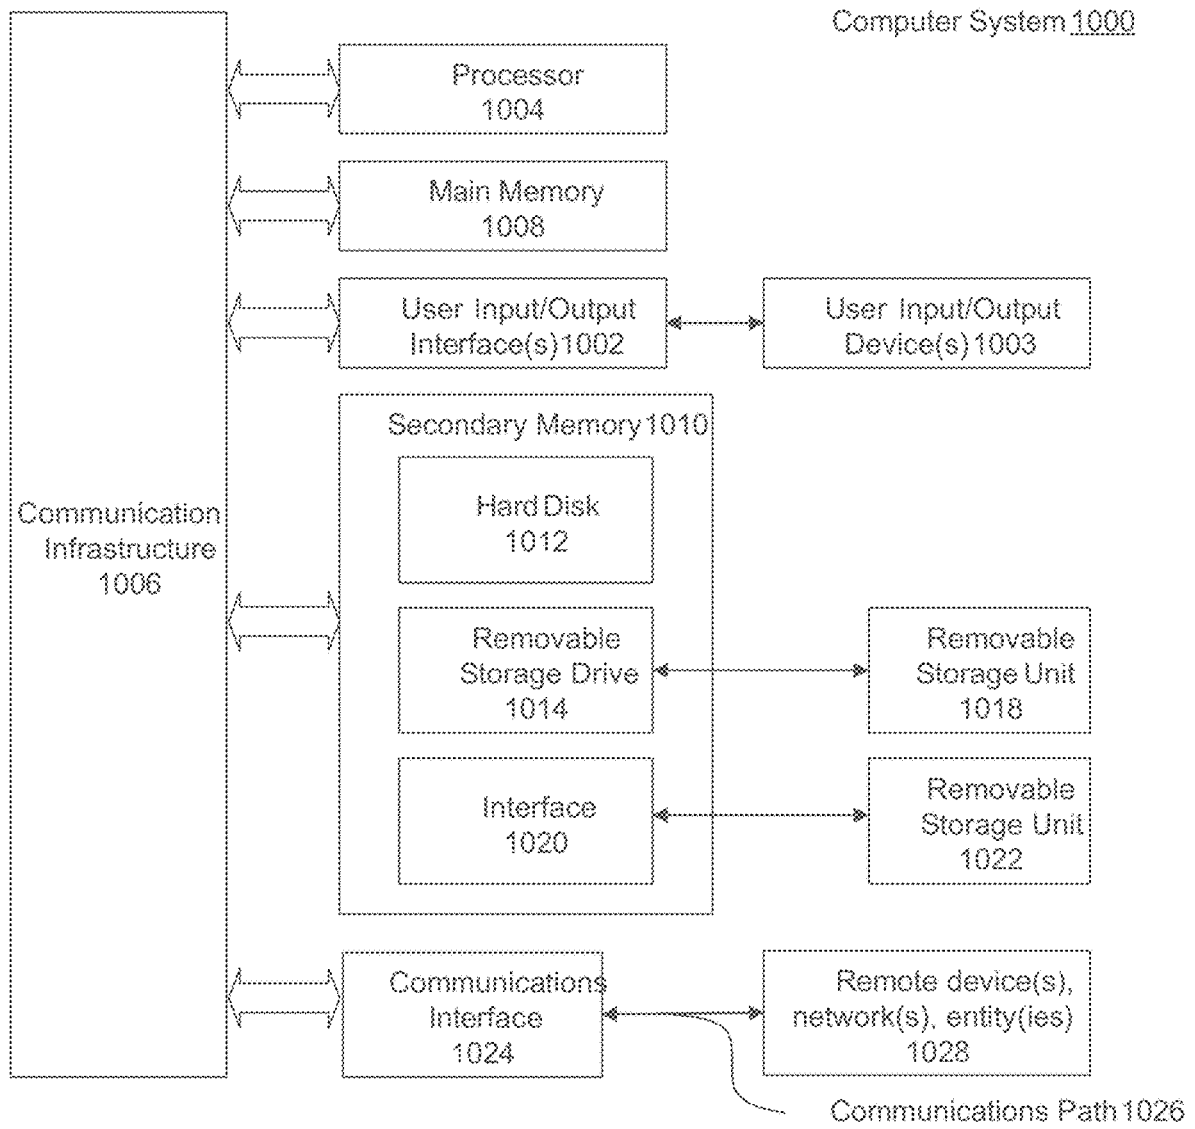 Computer System 1000
Processor
1004
Main Memory
1008
User Input/Output
Interface(s) 1002
User Input/Output
Device(s) 1003
Secondary Memory 1010
Hard Disk
1012
Communication
Infrastructure
1006
Removable
Storage Drive
1014
Removable
Storage Unit
1018
Interface
1020
Removable
Storage Unit
1022
Communications
Interface
1024
Remote device(s),
network(s), entity(ies)
1028
Communications Path 1026